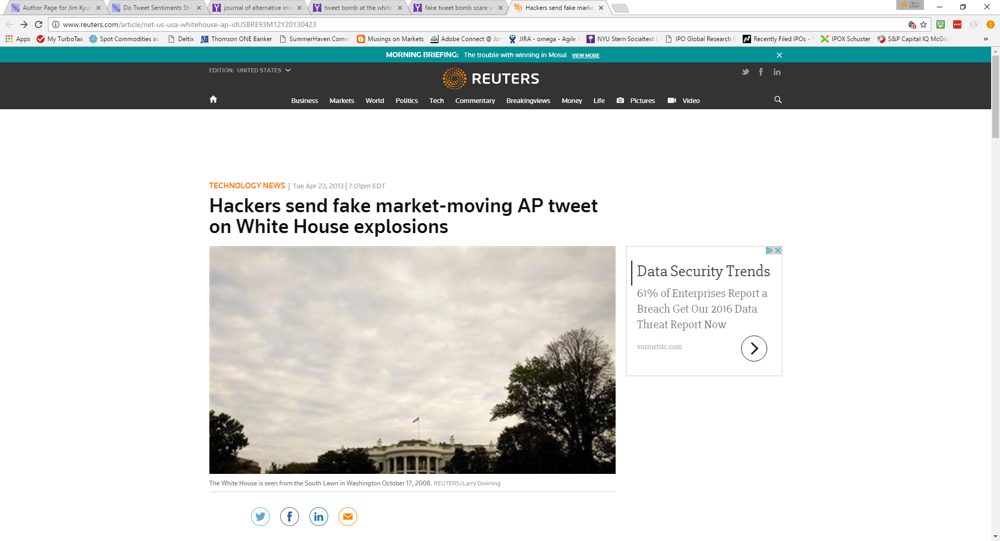 Author Page for Jim Kyur
Do Tweet Sentiments Sti
journal of alternative inve
tweet bomb at the white
fake tweet bomb scare w
Hackers send fake marke
Jim
www.reuters.com/article/net-us-usa-whitehouse-ap-idUSBRE93M12Y20130423
Apps My TurboTax Spot Commodities as Deltix Thomson ONE Banker SummerHaven Comm Musings on Markets Adobe Connect @ Jo JIRA - omega - Agile NYU Stern Socialtext IPO Global Research Recently Filed IPOs - IPOX Schuster S&P Capital IQ McGra »
MORNING BRIEFING: The trouble with winning in Mosul VIEW MORE
EDITION: UNITED STATES
REUTERS
Business Markets World Politics Tech Commentary Breakingviews Money Life Pictures Video
TECHNOLOGY NEWS | Tue Apr 23, 2013 | 7:01pm EDT
Hackers send fake market-moving AP tweet
on White House explosions
Data Security Trends
61% of Enterprises Report a
Breach Get Our 2016 Data
Threat Report Now
vormetric.com
The White House is seen from the South Lawn in Washington October 17, 2008. REUTERS/Larry Downing